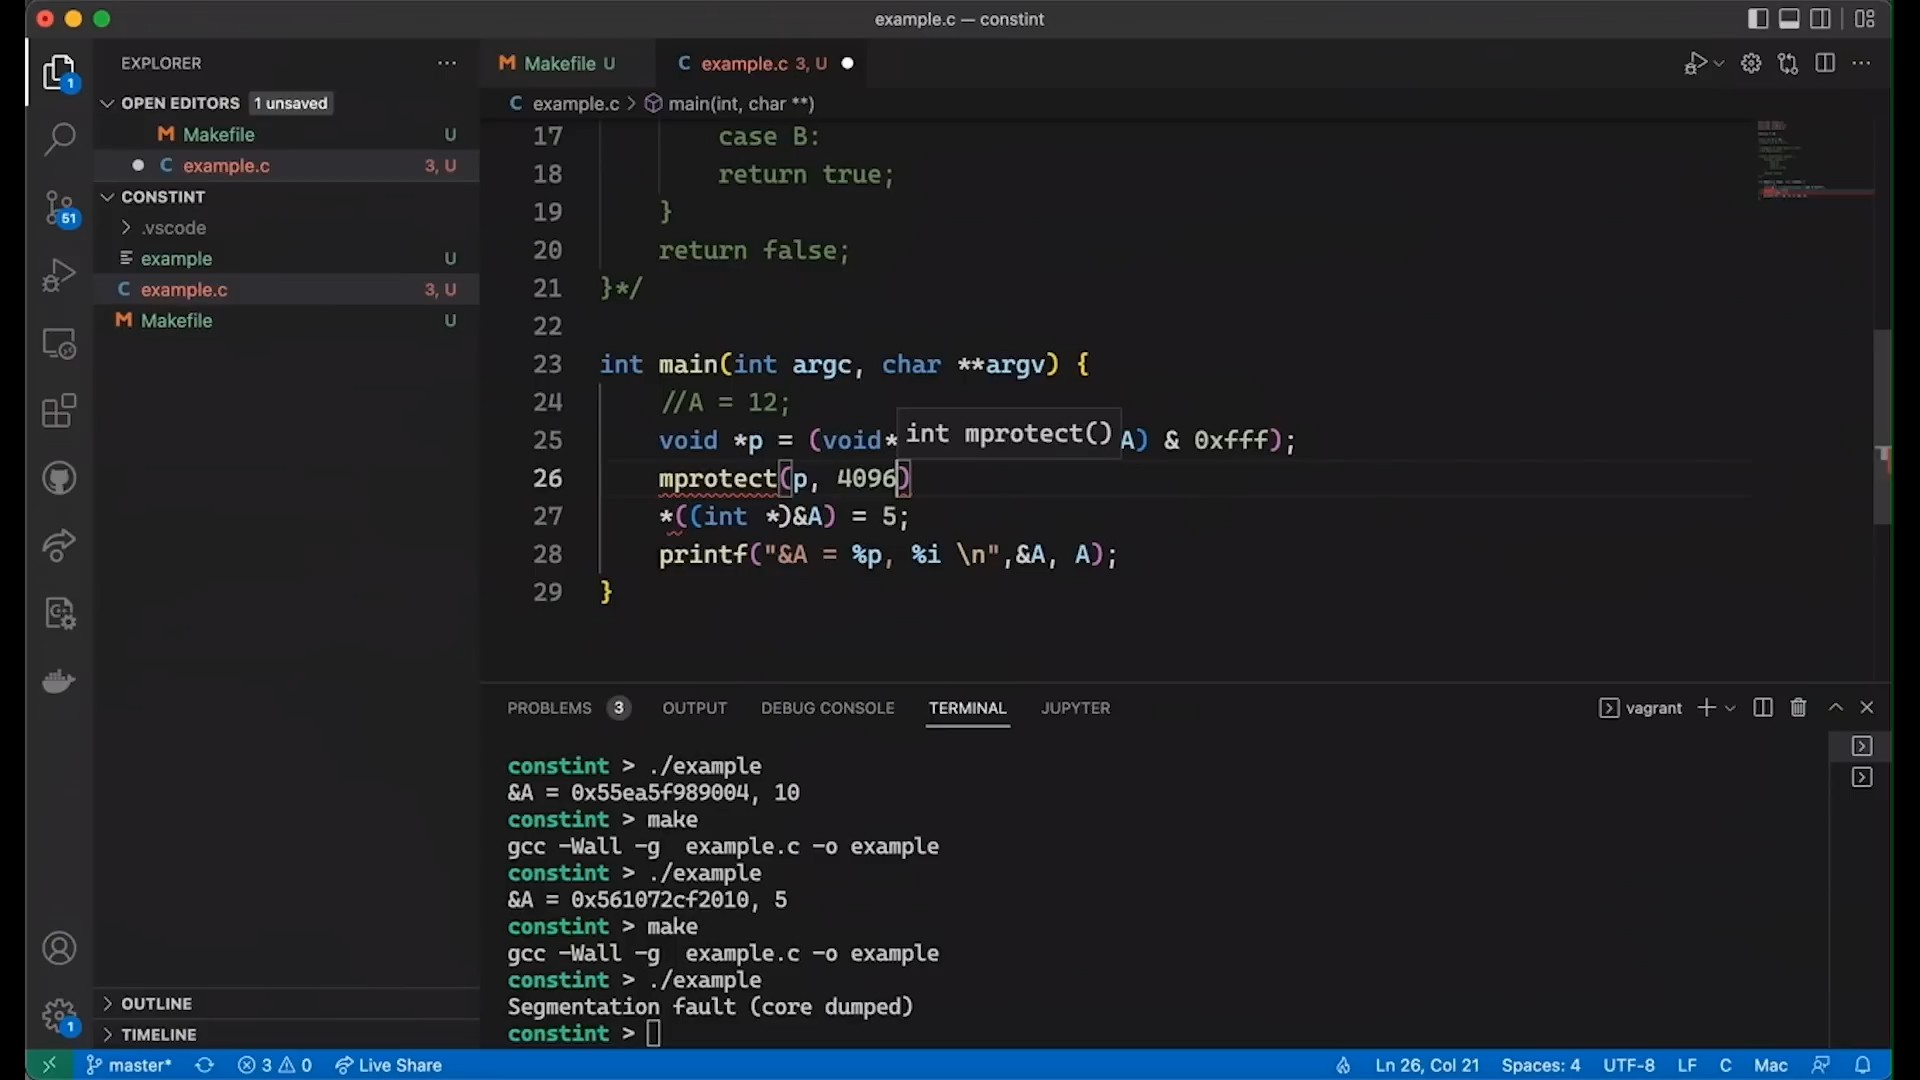 example.c — constint
EXPLORER
Makefile U
example.c 3, U
OPEN EDITORS 1 unsaved
example.c > main(int, char **)
Makefile U
example.c 3, U
CONSTINT
.vscode
example U
example.c 3, U
Makefile U
1
51
17 case B:
18 return true;
19 }
20 return false;
21 }*/
22
23 int main(int argc, char **argv) {
24 //A = 12;
25 void *p = (void* A) & 0xfff);
int mprotect()
26 mprotect(p, 4096)
27 *((int *)&A) = 5;
28 printf("&A = %p, %i \n",&A, A);
29 }
PROBLEMS 3 OUTPUT DEBUG CONSOLE TERMINAL JUPYTER
vagrant
constint > ./example
&A = 0x55ea5f989004, 10
constint > make
gcc -Wall -g  example.c -o example
constint > ./example
&A = 0x561072cf2010, 5
constint > make
gcc -Wall -g  example.c -o example
constint > ./example
Segmentation fault (core dumped)
constint >
OUTLINE
TIMELINE
1
master* 3 0 Live Share
Ln 26, Col 21 Spaces: 4 UTF-8 LF C Mac